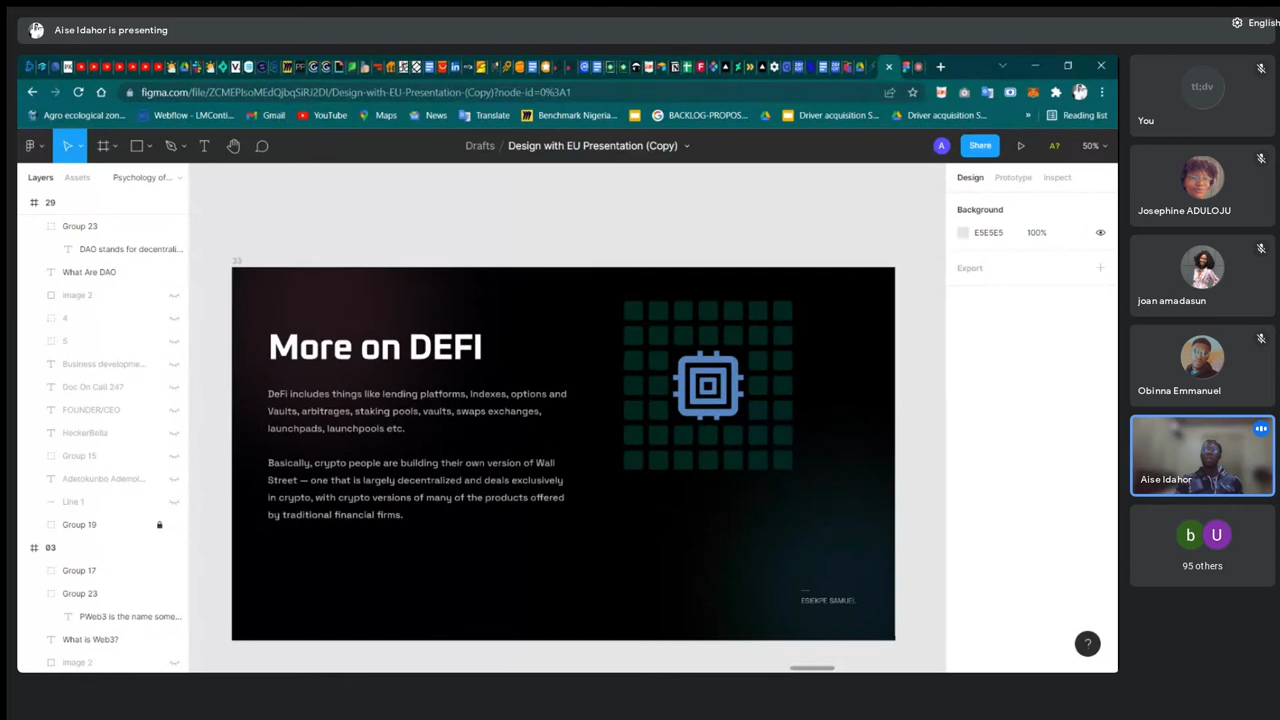 Aise Idahor is presenting
English
figma.com/file/ZCMEPIsoMEdQjbqSiRJ2DI/Design-with-EU-Presentation-(Copy)?node-id=0%3A1
Agro ecological zon...
Webflow - LMConti...
Gmail
YouTube
Maps
News
Translate
Benchmark Nigeria...
BACKLOG-PROPOS...
Driver acquisition S...
Driver acquisition S...
»
Reading list
Drafts / Design with EU Presentation (Copy)
A
Share
A?
50%
Layers
Assets
Psychology of...
29
Group 23
DAO stands for decentrali...
What Are DAO
image 2
4
5
Business developme...
Doc On Call 247
FOUNDER/CEO
HeckerBella
Group 15
Adetokunbo Ademol...
Line 1
Group 19
03
Group 17
Group 23
PWeb3 is the name some...
What is Web3?
image 2
33
More on DEFI
DeFi includes things like lending platforms, Indexes, options and
Vaults, arbitrages, staking pools, vaults, swaps exchanges,
launchpads, launchpools etc.
Basically, crypto people are building their own version of Wall
Street — one that is largely decentralized and deals exclusively
in crypto, with crypto versions of many of the products offered
by traditional financial firms.
ESIEKPE SAMUEL
Design
Prototype
Inspect
Background
E5E5E5
100%
Export
?
tl;dv
You
Josephine ADULOJU
joan amadasun
Obinna Emmanuel
Aise Idahor
b
U
95 others